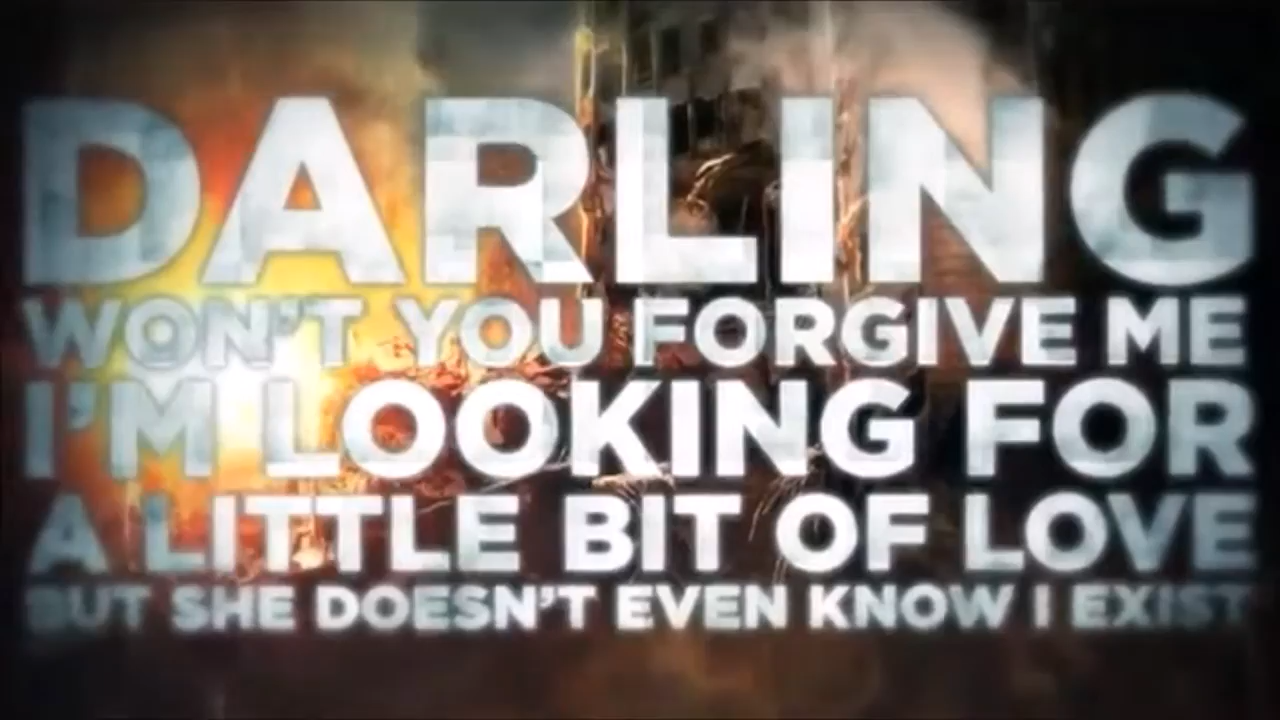 DARLING
WON'T YOU FORGIVE ME
I'M LOOKING FOR
A LITTLE BIT OF LOVE
BUT SHE DOESN'T EVEN KNOW I EXIST